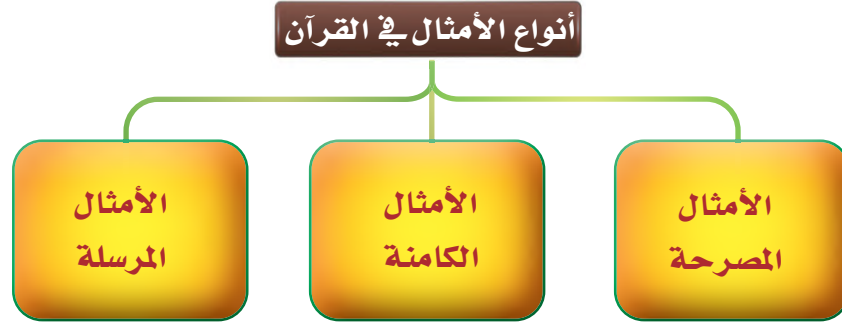 أنواع الأمثال في القرآن
الأمثال
المصرحة
الأمثال
الكامنة
الأمثال
المرسلة